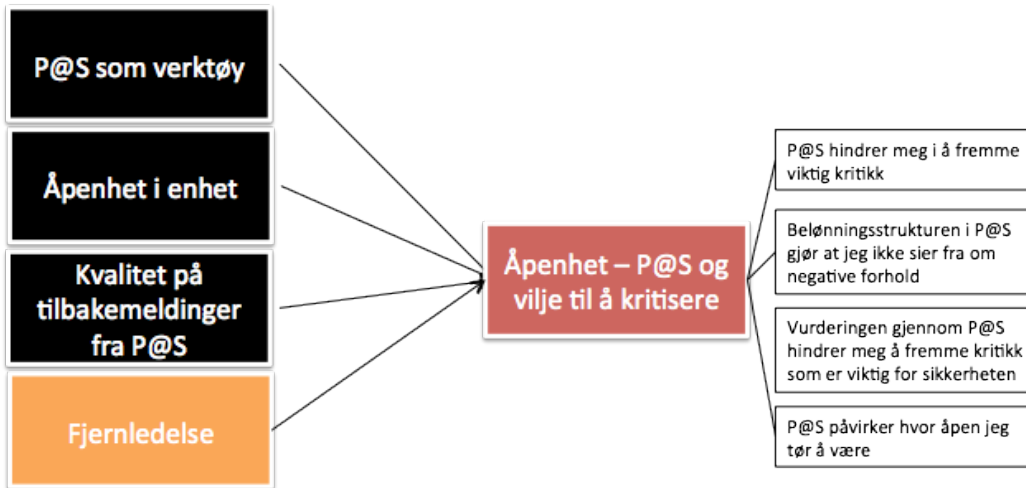 P@S som verktøy
Åpenhet i enhet
Kvalitet på
tilbakemeldinger
fra P@S
Fjernledelse
Åpenhet – P@S og
vilje til å kritisere
P@S hindrer meg i å fremme
viktig kritikk
Belønningsstrukturen i P@S
gjør at jeg ikke sier fra om
negative forhold
Vurderingen gjennom P@S
hindrer meg å fremme kritikk
som er viktig for sikkerheten
P@S påvirker hvor åpen jeg
tør å være